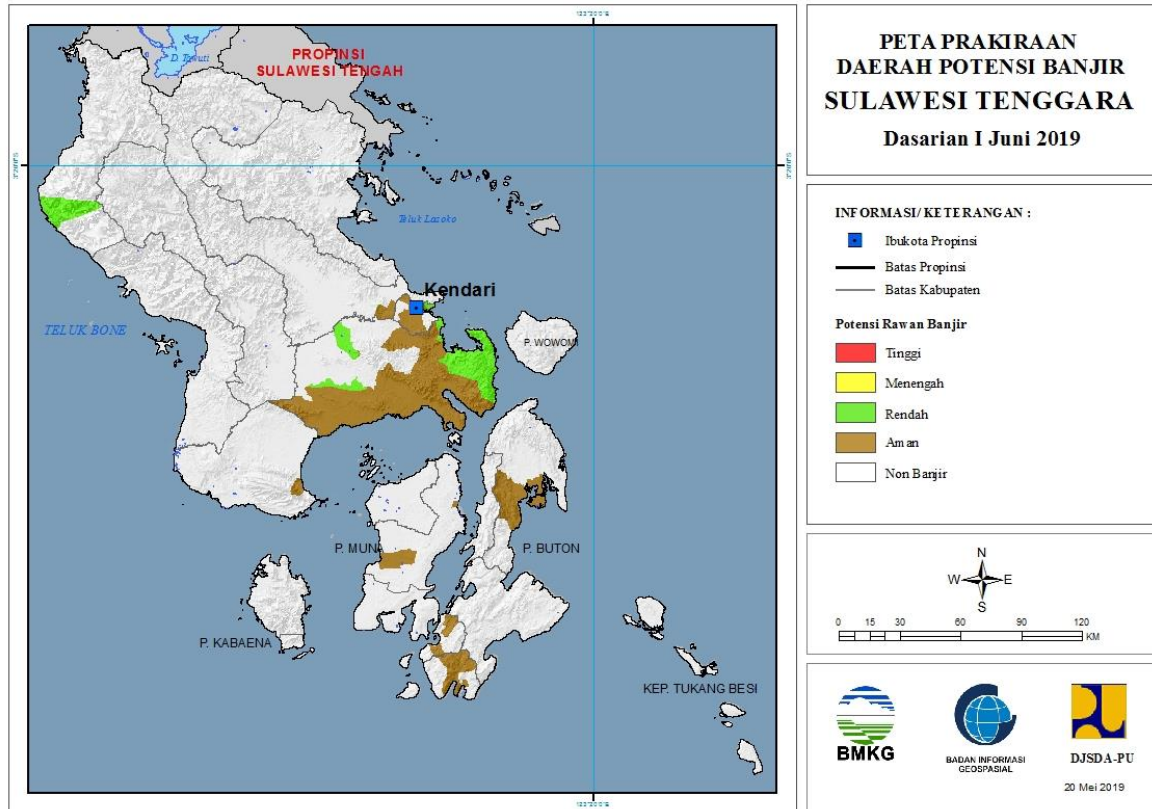 PROPINSI
SULAWESI TENGAH
D. Towuti
Teluk Lasolo
Kendari
TELUK BONE
P. WOWONI
P. MUNA
P. BUTON
P. KABAENA
KEP. TUKANG BESI
PETA PRAKIRAAN
DAERAH POTENSI BANJIR
SULAWESI TENGGARA
Dasarian I Juni 2019
INFORMASI/ KETERANGAN :
Ibukota Propinsi
Batas Propinsi
Batas Kabupaten
Potensi Rawan Banjir
Tinggi
Menengah
Rendah
Aman
Non Banjir
N
W E
S
0 15 30 60 90 120
KM
BMKG
BADAN INFORMASI
GEOSPASIAL
DJSDA-PU
20 Mei 2019